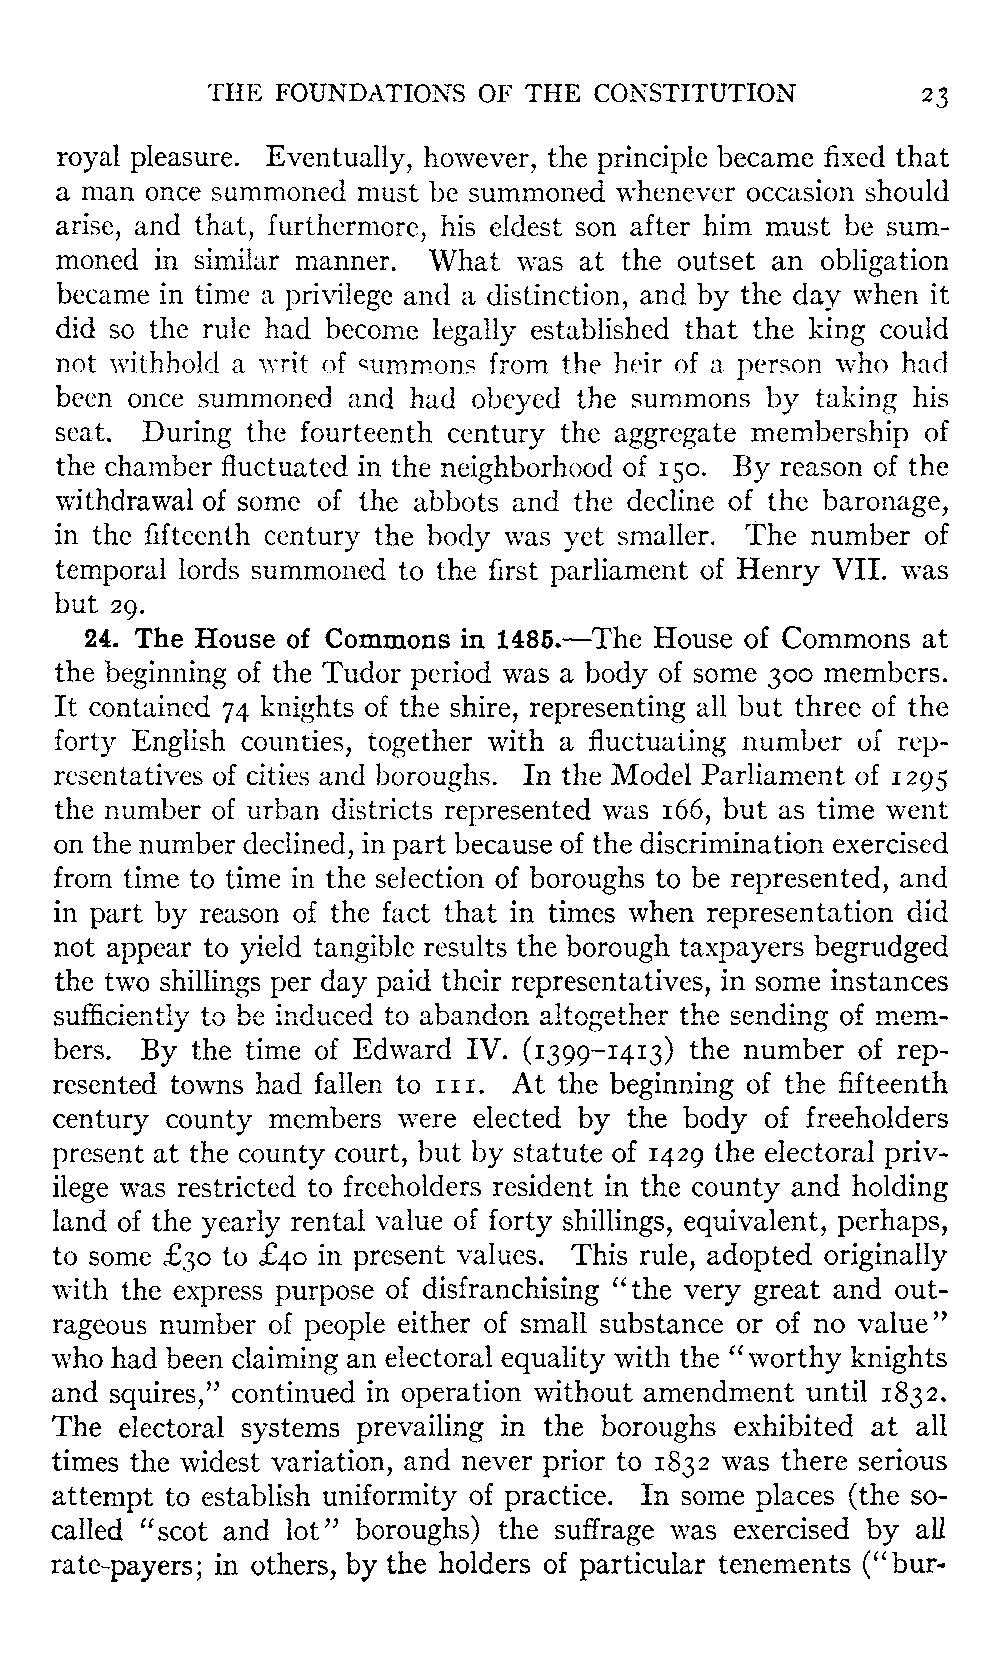 THE FOUNDATIONS OF THE CONSTITUTION 23
royal pleasure. Eventually, however, the principle became fixed that
a man once summoned must be summoned whenever occasion should
arise, and that, furthermore, his eldest son after him must be sum-
moned in similar manner. What was at the outset an obligation
became in time a privilege and a distinction, and by the day when it
did so the rule had become legally established that the king could
not withhold a writ of summons from the heir of a person who had
been once summoned and had obeyed the summons by taking his
seat. During the fourteenth century the aggregate membership of
the chamber fluctuated in the neighborhood of 150. By reason of the
withdrawal of some of the abbots and the decline of the baronage,
in the fifteenth century the body was yet smaller. The number of
temporal lords summoned to the first parliament of Henry VII. was
but 29.
24. The House of Commons in 1485.—The House of Commons at
the beginning of the Tudor period was a body of some 300 members.
It contained 74 knights of the shire, representing all but three of the
forty English counties, together with a fluctuating number of rep-
resentatives of cities and boroughs. In the Model Parliament of 1295
the number of urban districts represented was 166, but as time went
on the number declined, in part because of the discrimination exercised
from time to time in the selection of boroughs to be represented, and
in part by reason of the fact that in times when representation did
not appear to yield tangible results the borough taxpayers begrudged
the two shillings per day paid their representatives, in some instances
sufficiently to be induced to abandon altogether the sending of mem-
bers. By the time of Edward IV. (1399–1413) the number of rep-
resented towns had fallen to 111. At the beginning of the fifteenth
century county members were elected by the body of freeholders
present at the county court, but by statute of 1429 the electoral priv-
ilege was restricted to freeholders resident in the county and holding
land of the yearly rental value of forty shillings, equivalent, perhaps,
to some £30 to £40 in present values. This rule, adopted originally
with the express purpose of disfranchising "the very great and out-
rageous number of people either of small substance or of no value"
who had been claiming an electoral equality with the "worthy knights
and squires," continued in operation without amendment until 1832.
The electoral systems prevailing in the boroughs exhibited at all
times the widest variation, and never prior to 1832 was there serious
attempt to establish uniformity of practice. In some places (the so-
called "scot and lot" boroughs) the suffrage was exercised by all
rate-payers; in others, by the holders of particular tenements ("bur-